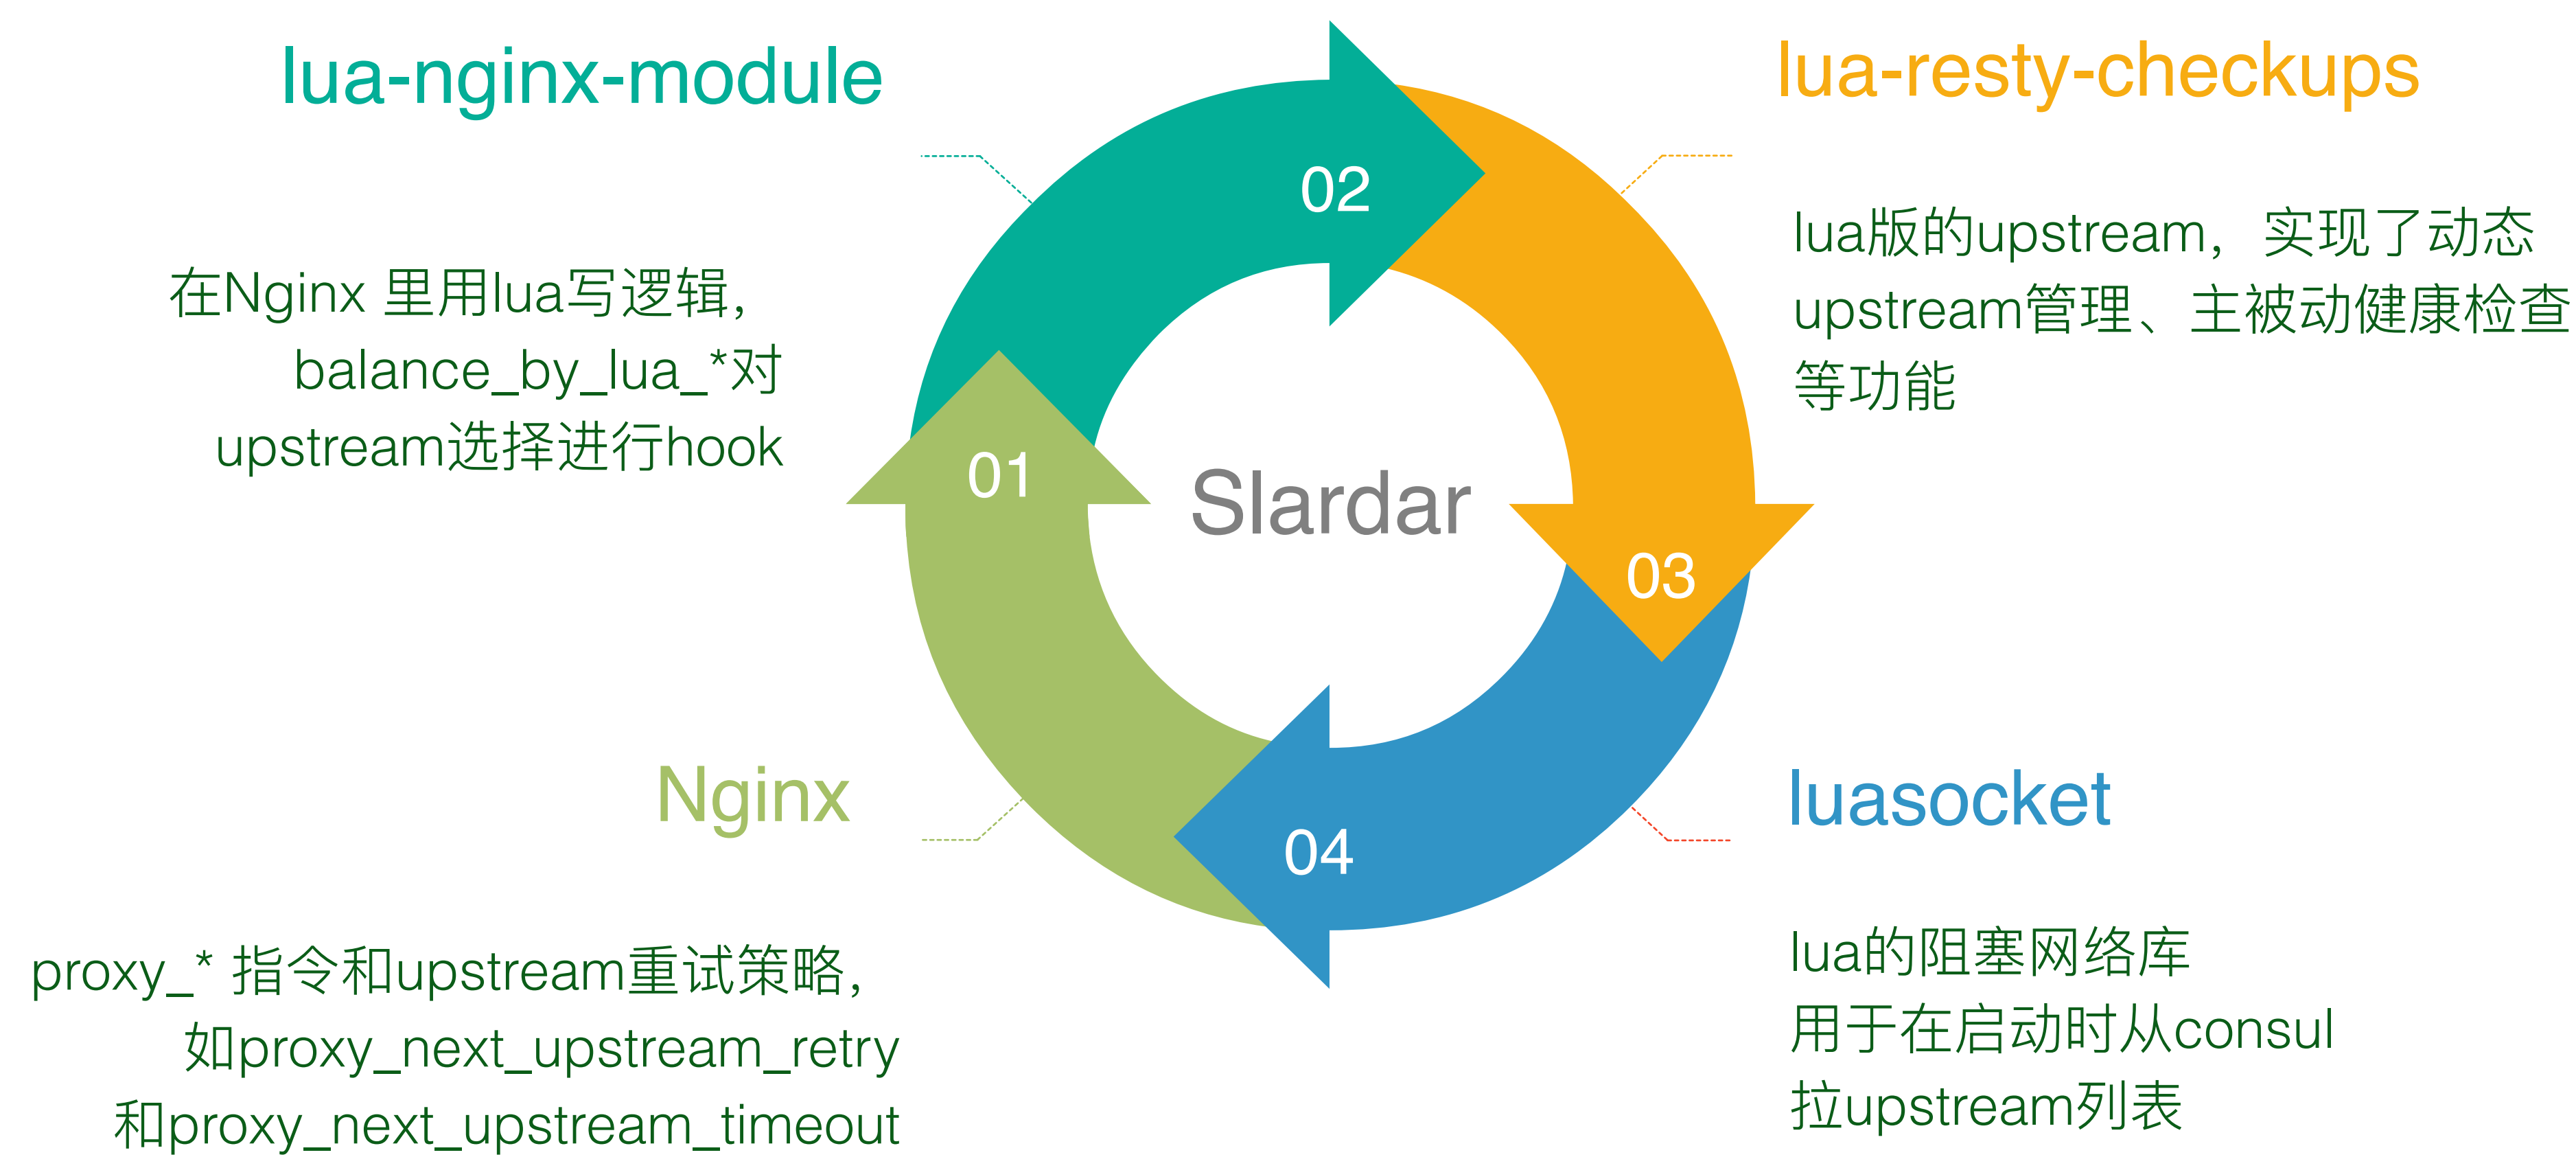 lua-nginx-module
在Nginx 里用lua写逻辑，
balance_by_lua_*对
upstream选择进行hook
lua-resty-checkups
lua版的upstream，实现了动态
upstream管理、主被动健康检查
等功能
02
01
Slardar
03
04
Nginx
proxy_* 指令和upstream重试策略，
如proxy_next_upstream_retry
和proxy_next_upstream_timeout
luasocket
lua的阻塞网络库
用于在启动时从consul
拉upstream列表